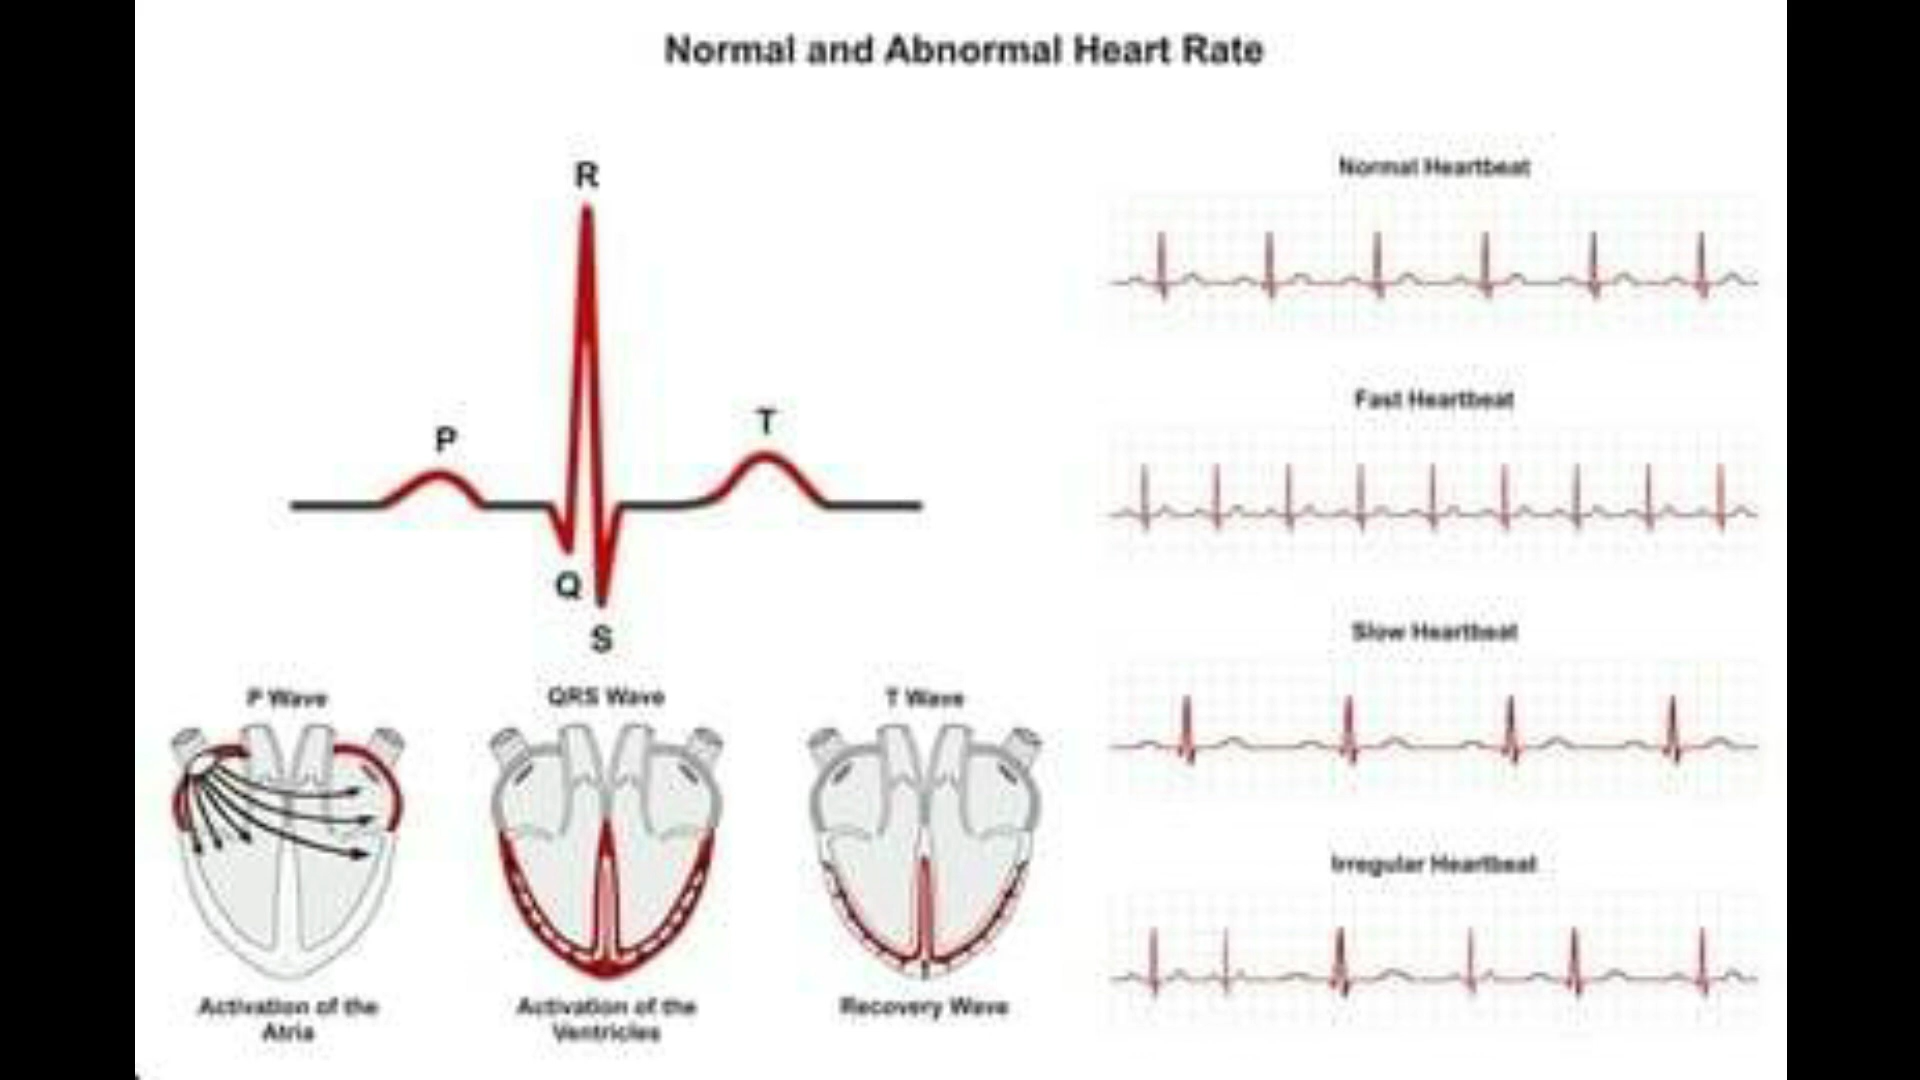 Normal and Abnormal Heart Rate
R
P
T
Q
S
P Wave
QRS Wave
T Wave
Activation of the
Atria
Activation of the
Ventricles
Recovery Wave
Normal Heartbeat
Fast Heartbeat
Slow Heartbeat
Irregular Heartbeat